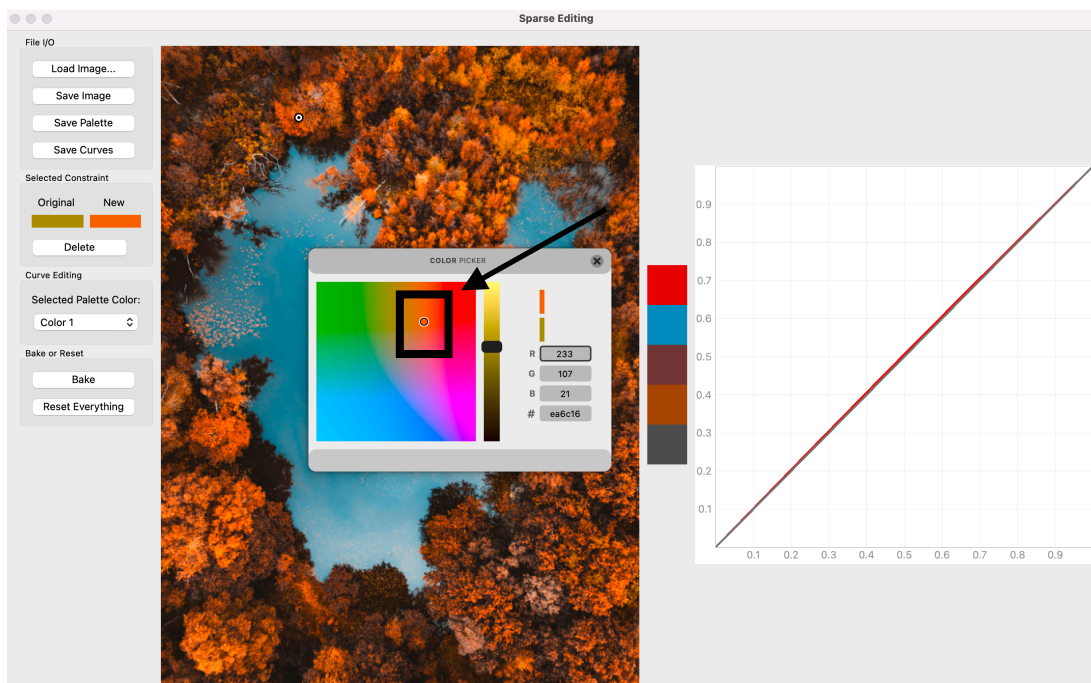 Sparse Editing
File I/O
Load Image...
Save Image
Save Palette
Save Curves
Selected Constraint
Original New
Delete
Curve Editing
Selected Palette Color:
Color 1
Bake or Reset
Bake
Reset Everything
COLOR PICKER
R 233
G 107
B 21
# ea6c16
0.9
0.8
0.7
0.6
0.5
0.4
0.3
0.2
0.1
0.1 0.2 0.3 0.4 0.5 0.6 0.7 0.8 0.9